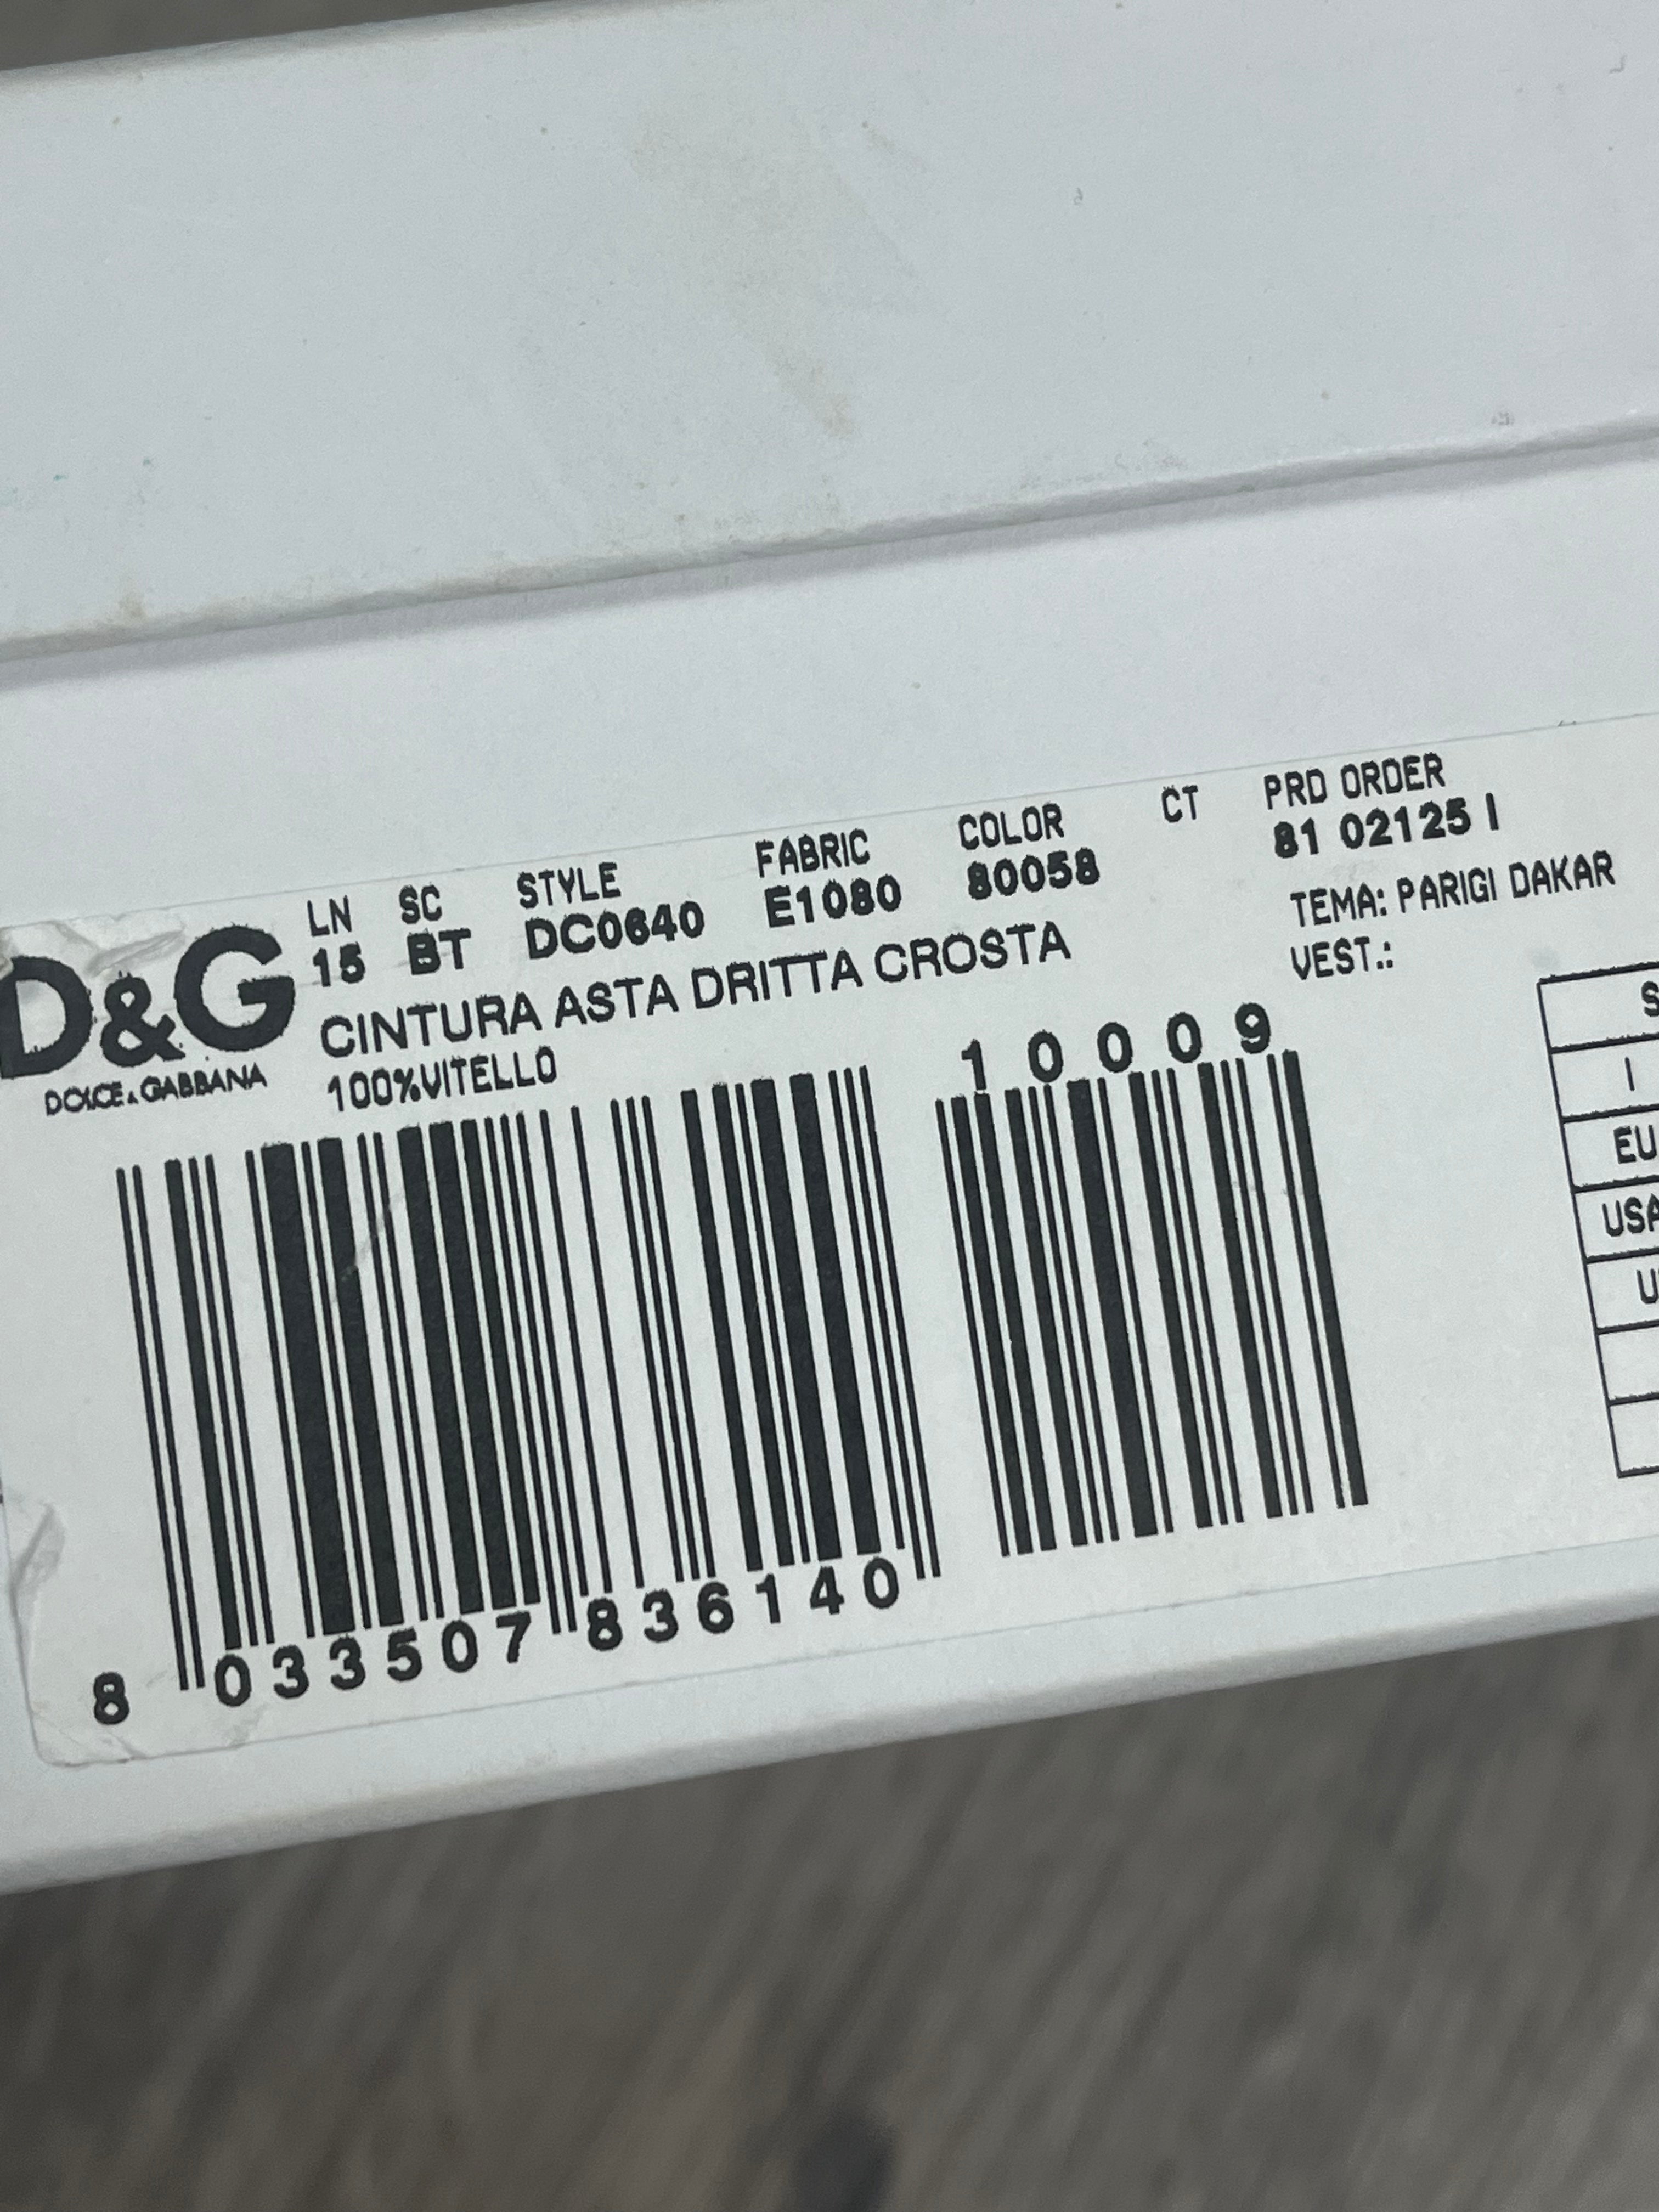 D&G
DOLCE & GABBANA
LN SC STYLE FABRIC COLOR CT PRD ORDER
15 BT DC0640 E1080 80058 81 02125 I
CINTURA ASTA DRITTA CROSTA
100%VITELLO
TEMA: PARIGI DAKAR
VEST.:
10009
8 033507 836140
S
I
EU
USA
U